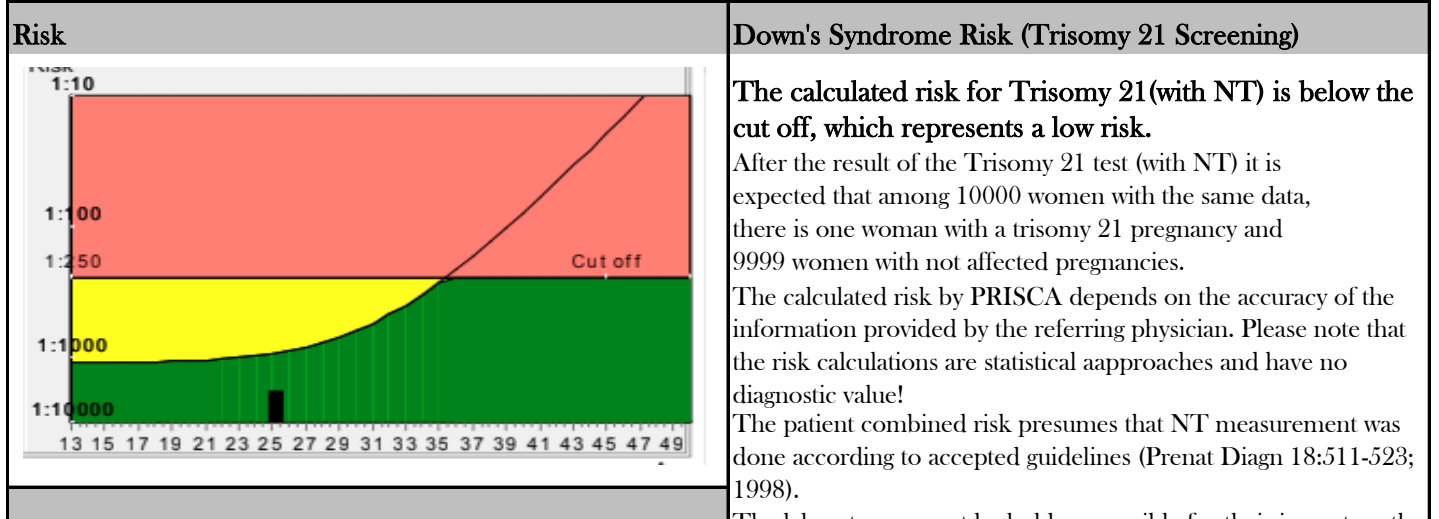 Risk
1:10
1:100
1:250
Cut off
1:1000
1:10000
13 15 17 19 21 23 25 27 29 31 33 35 37 39 41 43 45 47 49
Down's Syndrome Risk (Trisomy 21 Screening)
The calculated risk for Trisomy 21(with NT) is below the
cut off, which represents a low risk.
After the result of the Trisomy 21 test (with NT) it is
expected that among 10000 women with the same data,
there is one woman with a trisomy 21 pregnancy and
9999 women with not affected pregnancies.
The calculated risk by PRISCA depends on the accuracy of the
information provided by the referring physician. Please note that
the risk calculations are statistical aapproaches and have no
diagnostic value!
The patient combined risk presumes that NT measurement was
done according to accepted guidelines (Prenat Diagn 18:511-523;
1998).